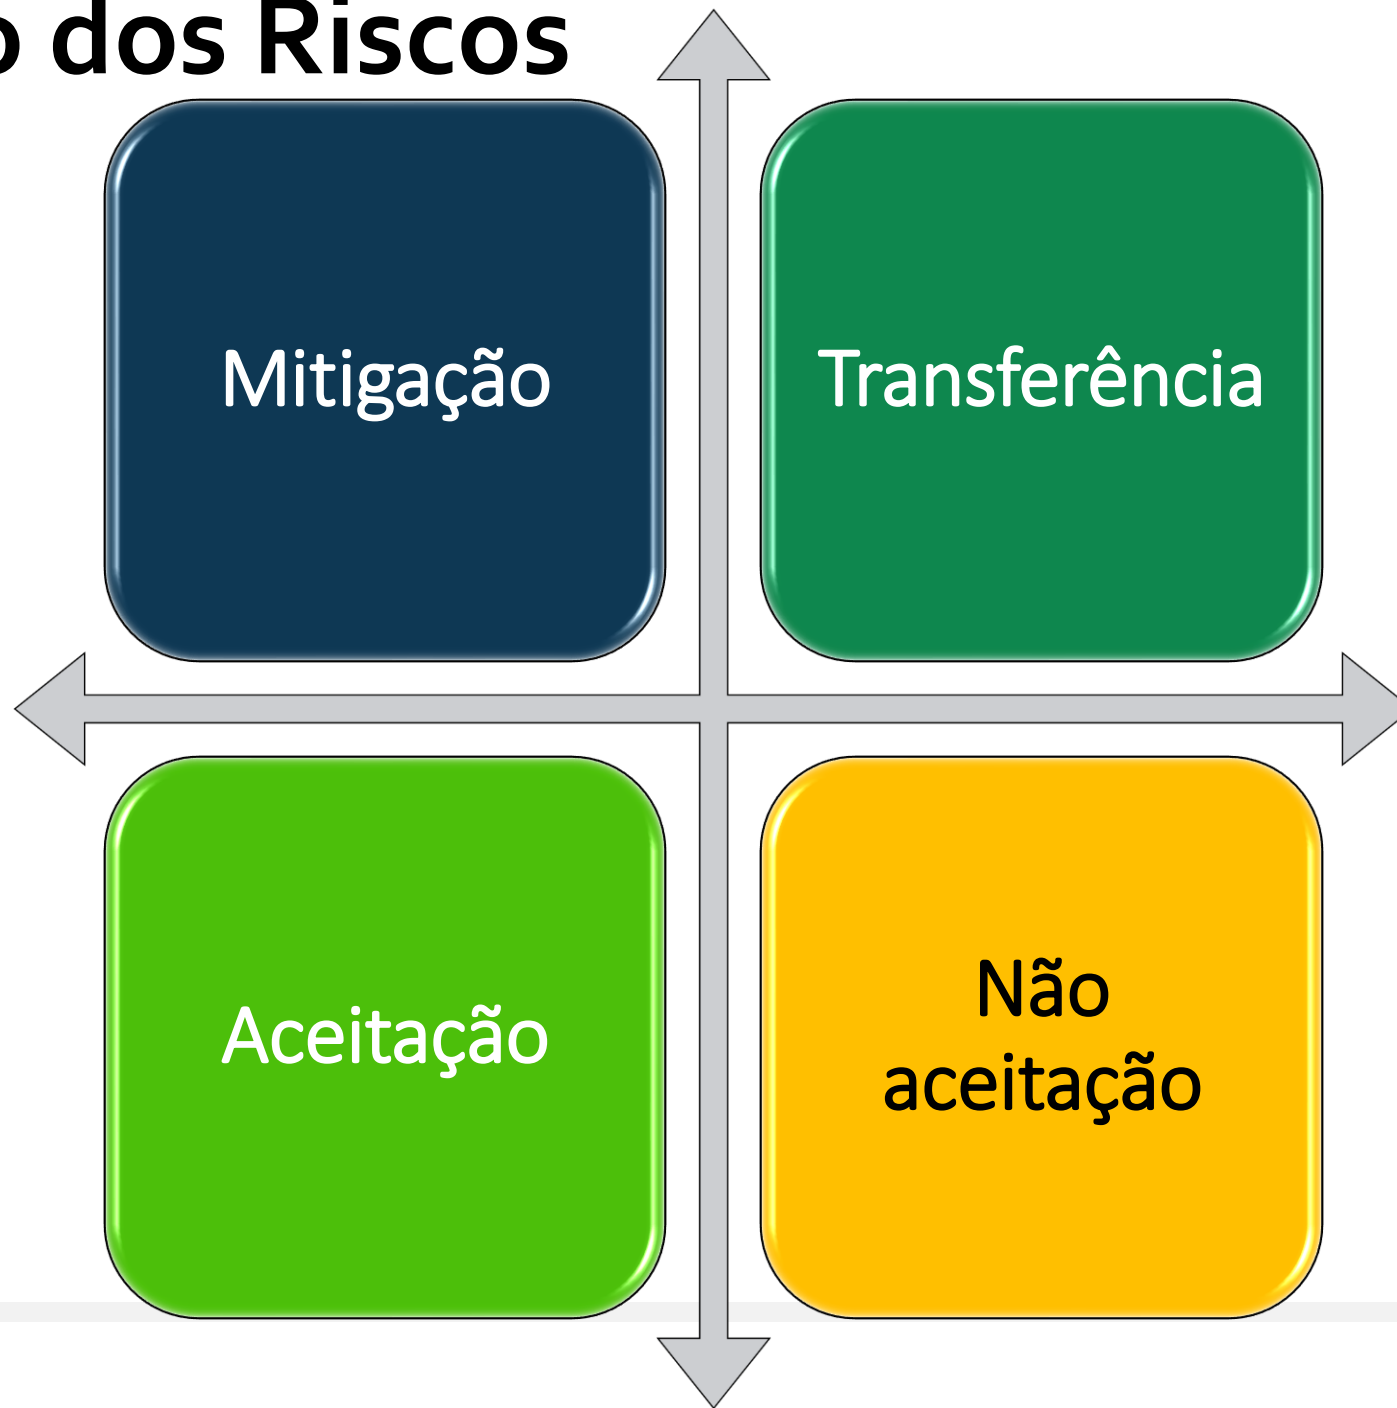 dos Riscos
Mitigação
Transferência
Aceitação
Não
aceitação